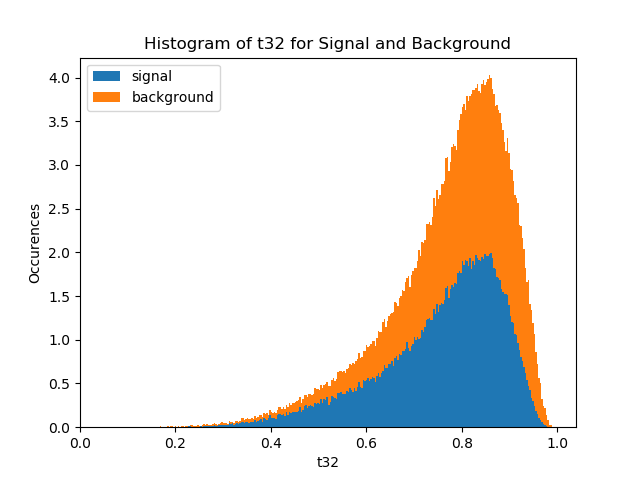 Histogram of t32 for Signal and Background
signal
background
4.0
3.5
3.0
2.5
2.0
1.5
1.0
0.5
0.0
Occurences
0.0 0.2 0.4 0.6 0.8 1.0
t32